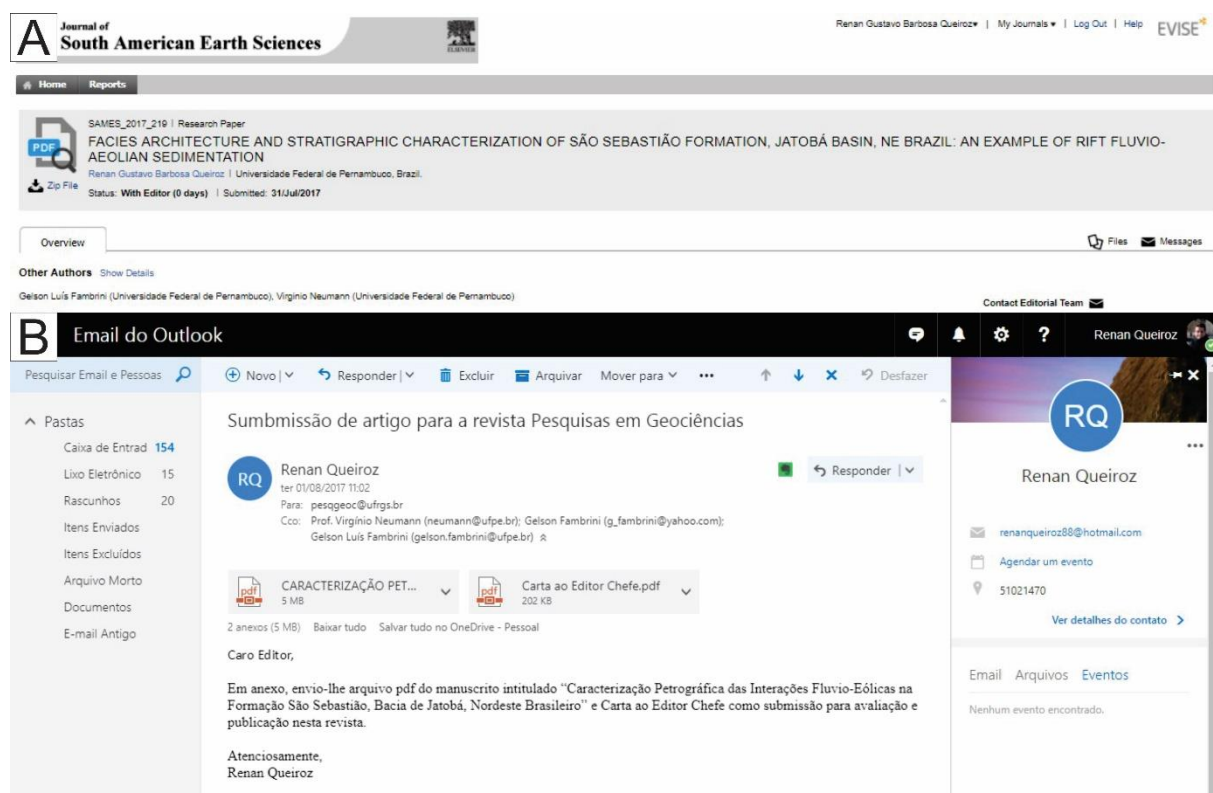 A
Journal of
South American Earth Sciences
ELSEVIER
Renan Gustavo Barbosa Queiroz | My Journals | Log Out | Help EVISE
Home Reports
SAMES_2017_219 | Research Paper
FACIES ARCHITECTURE AND STRATIGRAPHIC CHARACTERIZATION OF SÃO SEBASTIÃO FORMATION, JATOBÁ BASIN, NE BRAZIL: AN EXAMPLE OF RIFT FLUVIO-
AEOLIAN SEDIMENTATION
PDF
Renan Gustavo Barbosa Queiroz | Universidade Federal de Pernambuco, Brazil.
Zip File
Status: With Editor (0 days) | Submitted: 31/Jul/2017
Overview
Files Messages
Other Authors Show Details
Gelson Luís Fambrini (Universidade Federal de Pernambuco), Virginio Neumann (Universidade Federal de Pernambuco)
Contact Editorial Team
B
Email do Outlook
? Renan Queiroz
Pesquisar Email e Pessoas
Novo | Responder | Excluir Arquivar Mover para ... Desfazer
Pastas
Caixa de Entrad 154
Lixo Eletrônico 15
Rascunhos 20
Itens Enviados
Itens Excluídos
Arquivo Morto
Documentos
E-mail Antigo
Sumbmissão de artigo para a revista Pesquisas em Geociências
RQ
Renan Queiroz
ter 01/08/2017 11:02
Para: pesqgeoc@ufrgs.br
Cco: Prof. Virgínio Neumann (neumann@ufpe.br); Gelson Fambrini (g_fambrini@yahoo.com);
Gelson Luís Fambrini (gelson.fambrini@ufpe.br)
Responder |
pdf
CARACTERIZAÇÃO PET...
5 MB
pdf
Carta ao Editor Chefe.pdf
202 KB
2 anexos (5 MB) Baixar tudo Salvar tudo no OneDrive - Pessoal
Caro Editor,
Em anexo, envio-lhe arquivo pdf do manuscrito intitulado “Caracterização Petrográfica das Interações Fluvio-Eólicas na
Formação São Sebastião, Bacia de Jatobá, Nordeste Brasileiro” e Carta ao Editor Chefe como submissão para avaliação e
publicação nesta revista.
Atenciosamente,
Renan Queiroz
RQ
...
Renan Queiroz
renanqueiroz88@hotmail.com
Agendar um evento
51021470
Ver detalhes do contato
Email Arquivos Eventos
Nenhum evento encontrado.